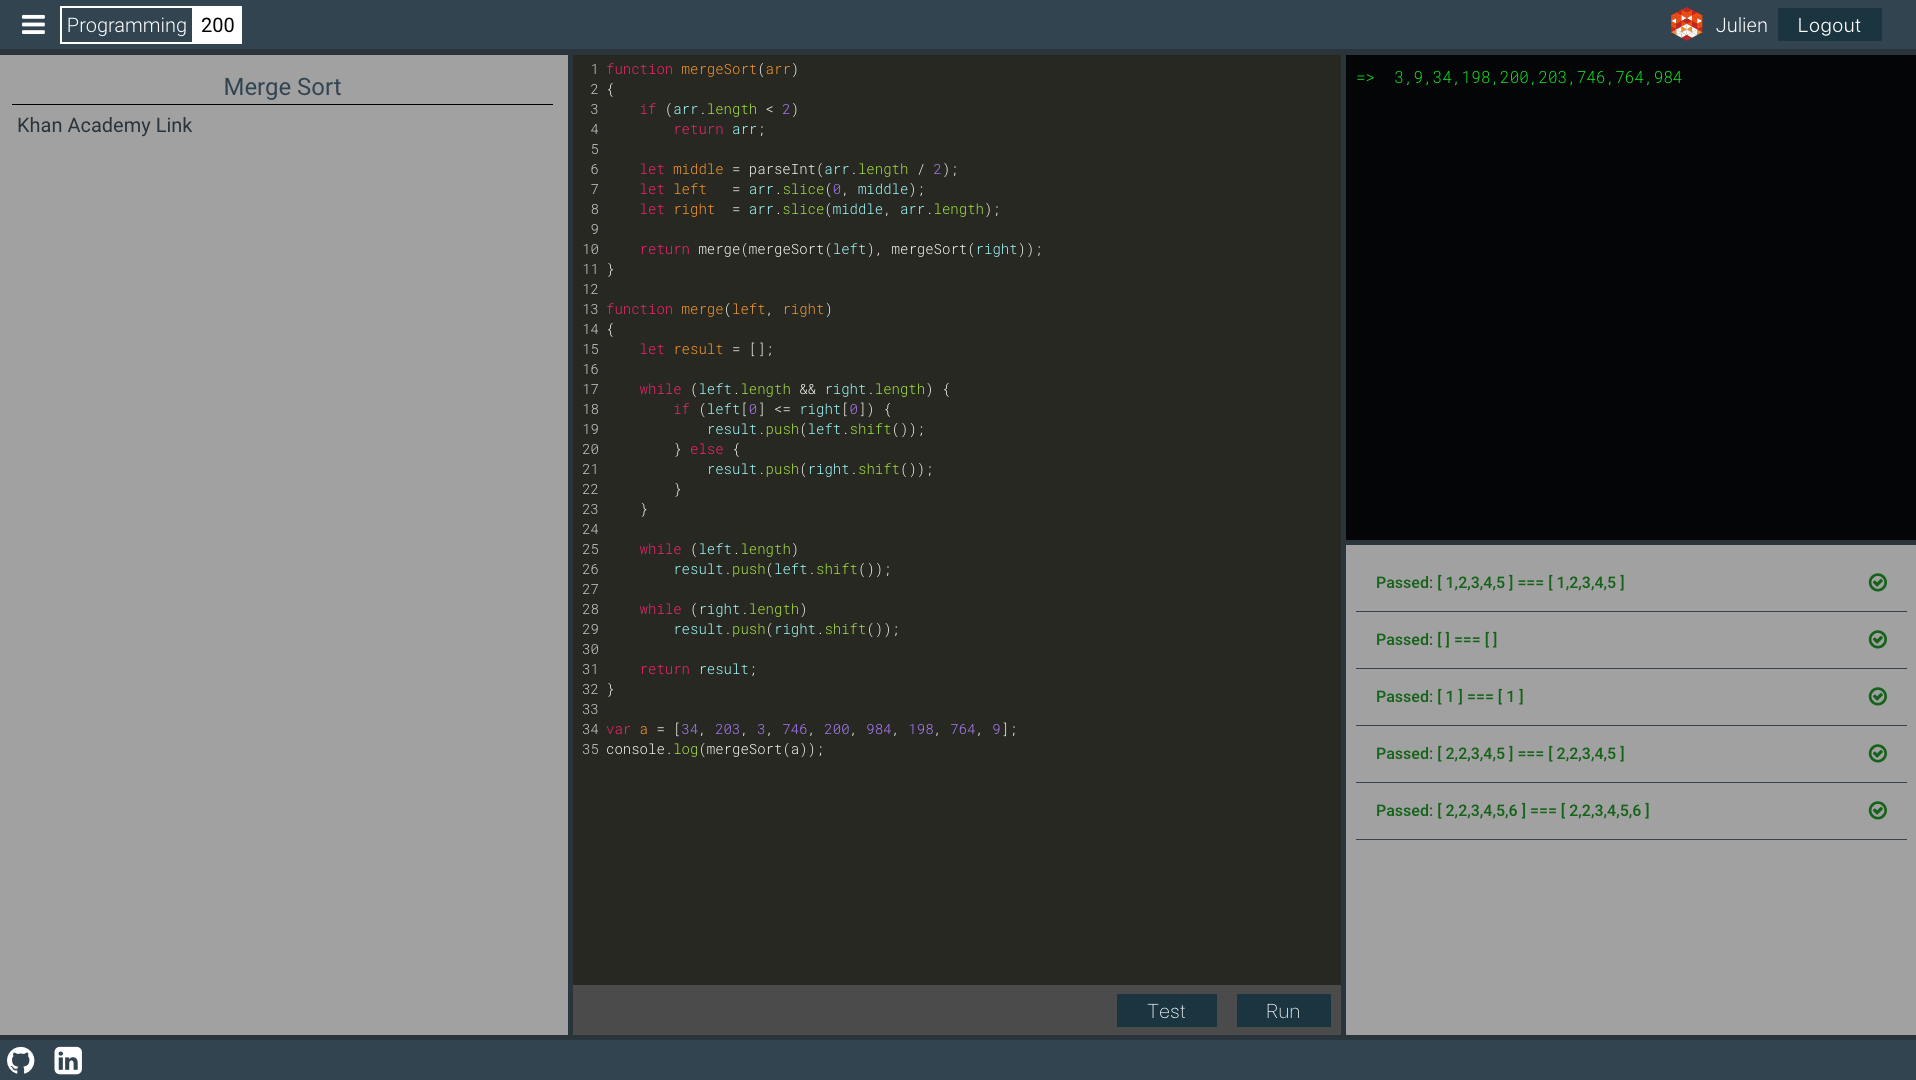 Programming 200
Julien
Logout
Merge Sort
Khan Academy Link
1 function mergeSort(arr)
2 {
3     if (arr.length < 2)
4         return arr;
5
6     let middle = parseInt(arr.length / 2);
7     let left   = arr.slice(0, middle);
8     let right  = arr.slice(middle, arr.length);
9
10     return merge(mergeSort(left), mergeSort(right));
11 }
12
13 function merge(left, right)
14 {
15     let result = [];
16
17     while (left.length && right.length) {
18         if (left[0] <= right[0]) {
19             result.push(left.shift());
20         } else {
21             result.push(right.shift());
22         }
23     }
24
25     while (left.length)
26         result.push(left.shift());
27
28     while (right.length)
29         result.push(right.shift());
30
31     return result;
32 }
33
34 var a = [34, 203, 3, 746, 200, 984, 198, 764, 9];
35 console.log(mergeSort(a));
Test
Run
=>  3,9,34,198,200,203,746,764,984
Passed: [ 1,2,3,4,5 ] === [ 1,2,3,4,5 ]
Passed: [ ] === [ ]
Passed: [ 1 ] === [ 1 ]
Passed: [ 2,2,3,4,5 ] === [ 2,2,3,4,5 ]
Passed: [ 2,2,3,4,5,6 ] === [ 2,2,3,4,5,6 ]
in